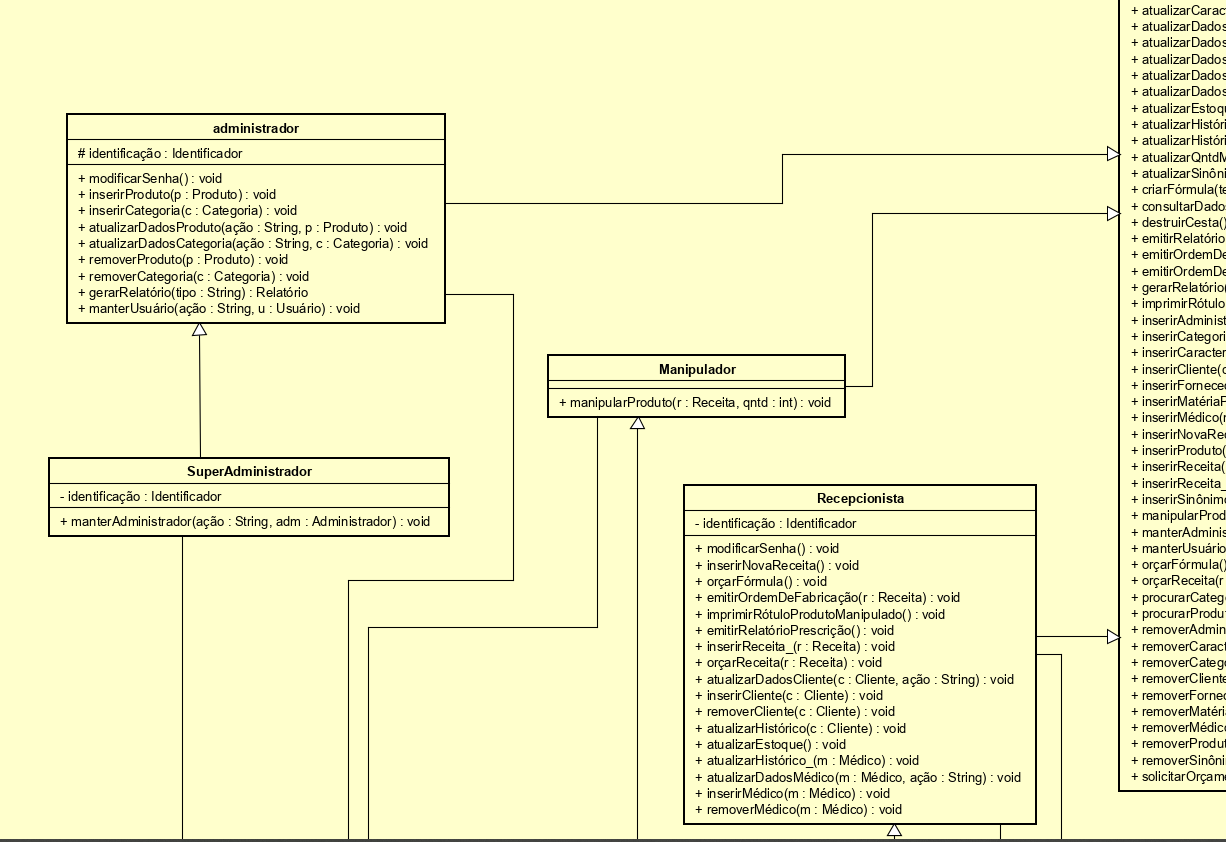 administrador
# identificação : Identificador
+ modificarSenha() : void
+ inserirProduto(p : Produto) : void
+ inserirCategoria(c : Categoria) : void
+ atualizarDadosProduto(ação : String, p : Produto) : void
+ atualizarDadosCategoria(ação : String, c : Categoria) : void
+ removerProduto(p : Produto) : void
+ removerCategoria(c : Categoria) : void
+ gerarRelatório(tipo : String) : Relatório
+ manterUsuário(ação : String, u : Usuário) : void
SuperAdministrador
- identificação : Identificador
+ manterAdministrador(ação : String, adm : Administrador) : void
Manipulador
+ manipularProduto(r : Receita, qntd : int) : void
Recepcionista
- identificação : Identificador
+ modificarSenha() : void
+ inserirNovaReceita() : void
+ orçarFórmula() : void
+ emitirOrdemDeFabricação(r : Receita) : void
+ imprimirRótuloProdutoManipulado() : void
+ emitirRelatórioPrescrição() : void
+ inserirReceita_(r : Receita) : void
+ orçarReceita(r : Receita) : void
+ atualizarDadosCliente(c : Cliente, ação : String) : void
+ inserirCliente(c : Cliente) : void
+ removerCliente(c : Cliente) : void
+ atualizarHistórico(c : Cliente) : void
+ atualizarEstoque() : void
+ atualizarHistórico_(m : Médico) : void
+ atualizarDadosMédico(m : Médico, ação : String) : void
+ inserirMédico(m : Médico) : void
+ removerMédico(m : Médico) : void
+ atualizarCarac
+ atualizarDados
+ atualizarDados
+ atualizarDados
+ atualizarDados
+ atualizarDados
+ atualizarEstoqu
+ atualizarHistóri
+ atualizarHistóri
+ atualizarQntdM
+ atualizarSinôni
+ criarFórmula(te
+ consultarDados
+ destruirCesta()
+ emitirRelatório
+ emitirOrdemDe
+ emitirOrdemDe
+ gerarRelatório(
+ imprimirRótulo
+ inserirAdminist
+ inserirCategori
+ inserirCaracter
+ inserirCliente(c
+ inserirForneced
+ inserirMatériaP
+ inserirMédico(m
+ inserirNovaRec
+ inserirProduto(
+ inserirReceita(
+ inserirReceita_
+ inserirSinônimo
+ manipularProd
+ manterAdminis
+ manterUsuário
+ orçarFórmula()
+ orçarReceita(r
+ procurarCateg
+ procurarProdut
+ removerAdmin
+ removerCaract
+ removerCatego
+ removerCliente
+ removerFornec
+ removerMatéri
+ removerMédico
+ removerProdut
+ removerSinôni
+ solicitarOrçame